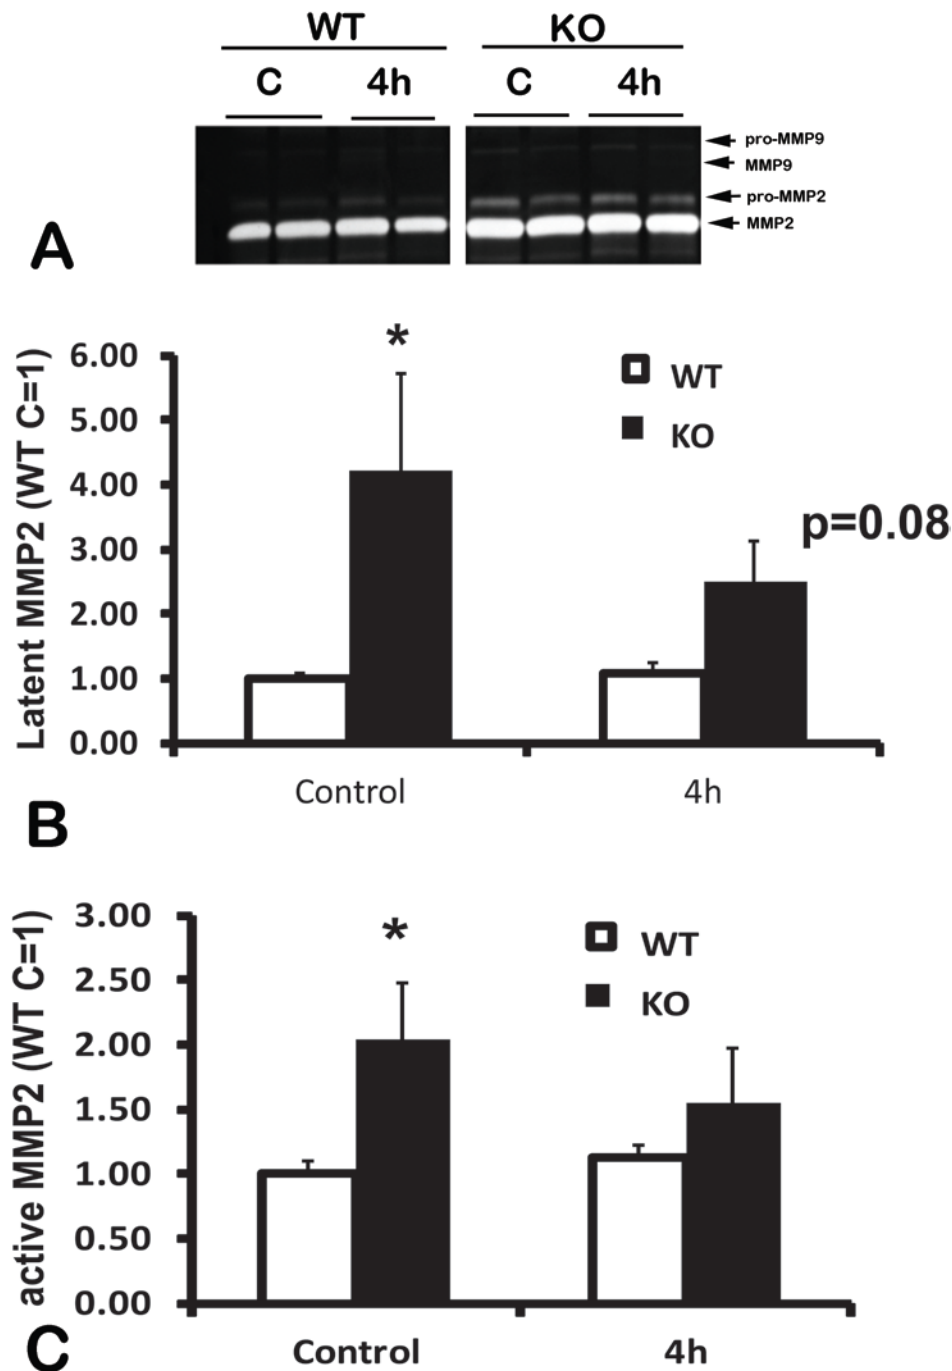 WT KO
C 4h C 4h
pro-MMP9
MMP9
pro-MMP2
MMP2
A
Latent MMP2 (WT C=1)
6.00
5.00
4.00
3.00
2.00
1.00
0.00
*
WT
KO
p=0.08
Control 4h
B
active MMP2 (WT C=1)
3.00
2.50
2.00
1.50
1.00
0.50
0.00
*
WT
KO
Control 4h
C